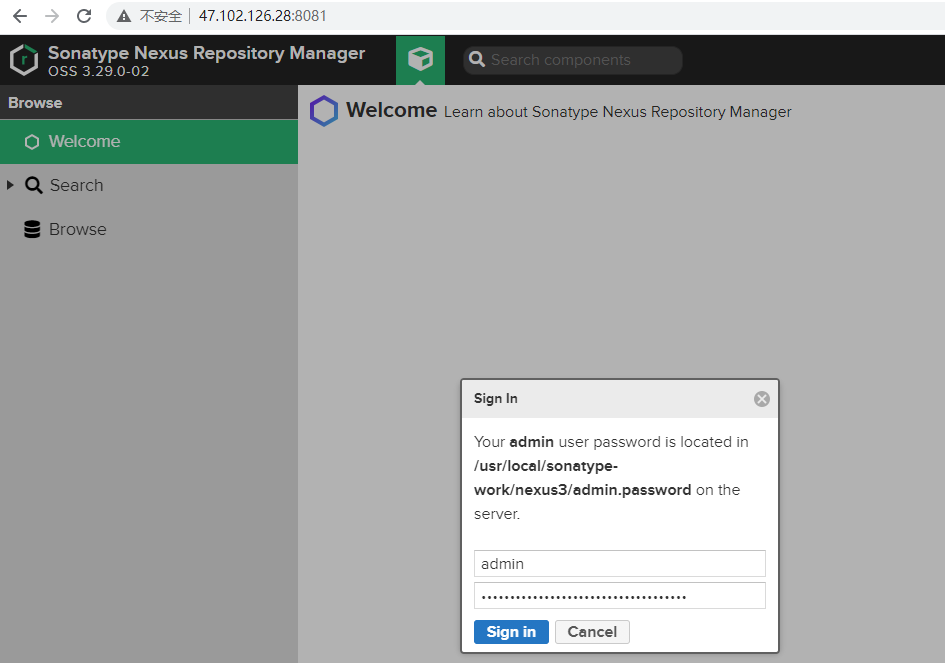 不安全 47.102.126.28:8081
Sonatype Nexus Repository Manager
OSS 3.29.0-02
Search components
Browse
Welcome
Search
Browse
Welcome Learn about Sonatype Nexus Repository Manager
Sign In
Your admin user password is located in
/usr/local/sonatype-
work/nexus3/admin.password on the
server.
admin
••••••••••••••••••••••••••••••••••••
Sign in Cancel